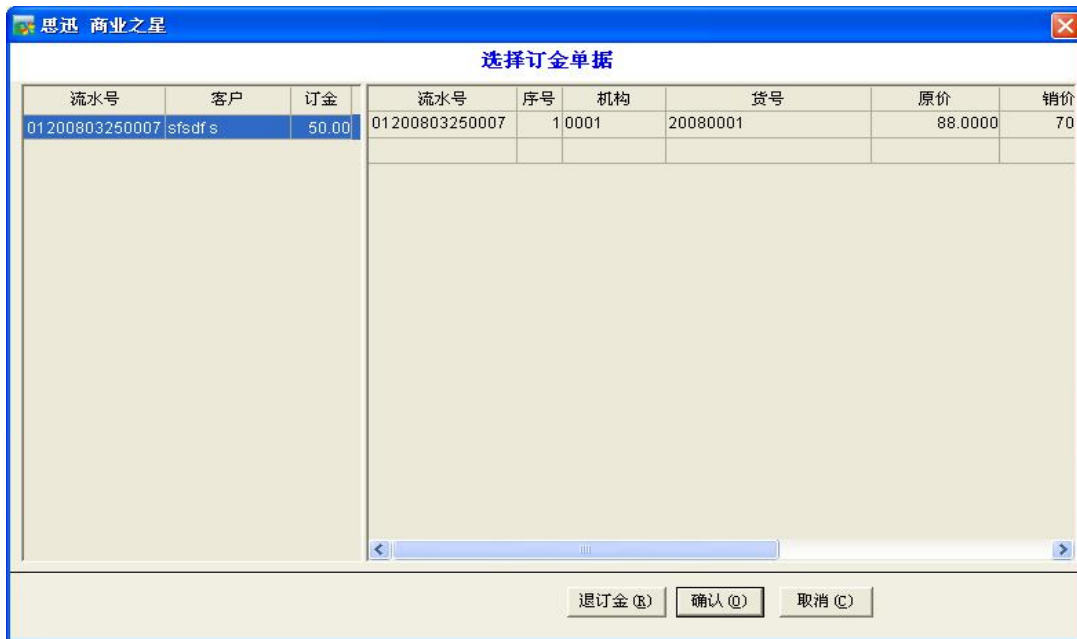 思迅 商业之星
选择订金单据
流水号 客户 订金 流水号 序号 机构 货号 原价 销价
01200803250007 sfsdf s 50.00 01200803250007 1 0001 20080001 88.0000 70
退订金(R) 确认(O) 取消(C)